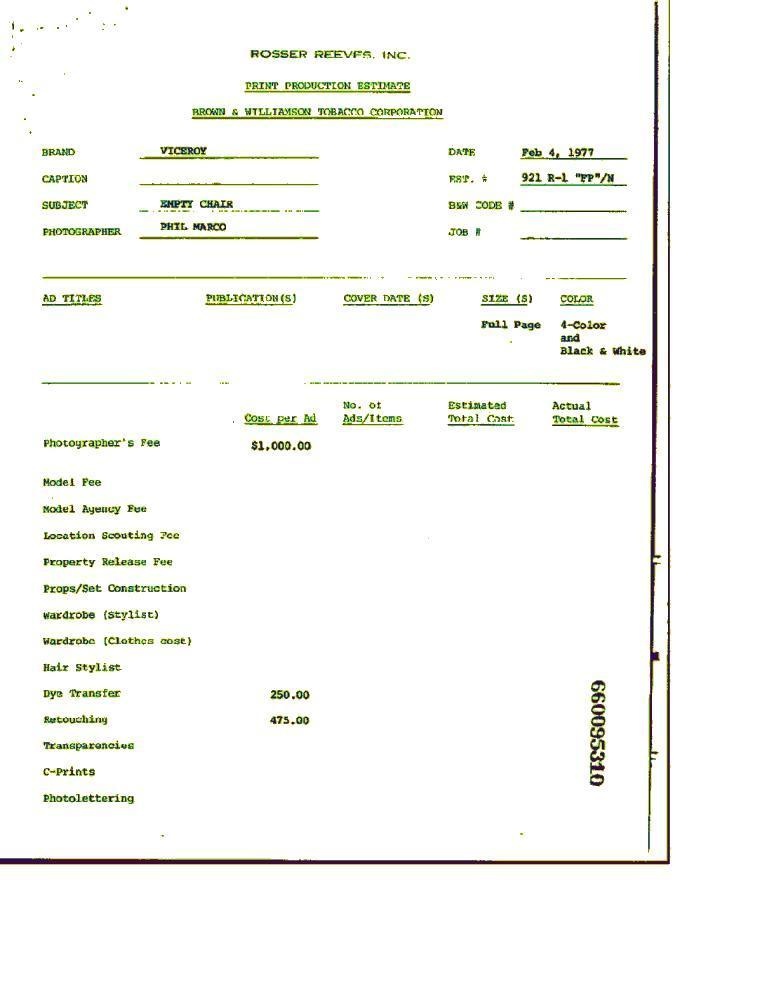 ROSSER REEVES, INC.
PRINT PRODUCTION ESTIMATE
BROWN & WILLIAMSON TOBACCO CORPORATION
BRAND VICEROY DATE Feb 4, 1977
CAPTION EST. # 921 R-1 "FP"/N
SUBJECT EMPTY CHAIR B&W CODE #
PHOTOGRAPHER PHIL MARCO JOB #
AD TITLES PUBLICATION(S) COVER DATE (S) SIZE (S) COLOR
Full Page 4-Color
and
Black & White
No. of Estimated Actual
Cost per Ad Ads/Items Total Cost Total Cost
Photographer's Fee $1,000.00
Model Fee
Model Agency Fee
Location Scouting Fee
Property Release Fee
Props/Set Construction
Wardrobe (Stylist)
Wardrobe (Clothes cost)
Hair Stylist
Dye Transfer 250.00
Retouching 475.00
Transparencies
C-Prints
Photolettering
660095310